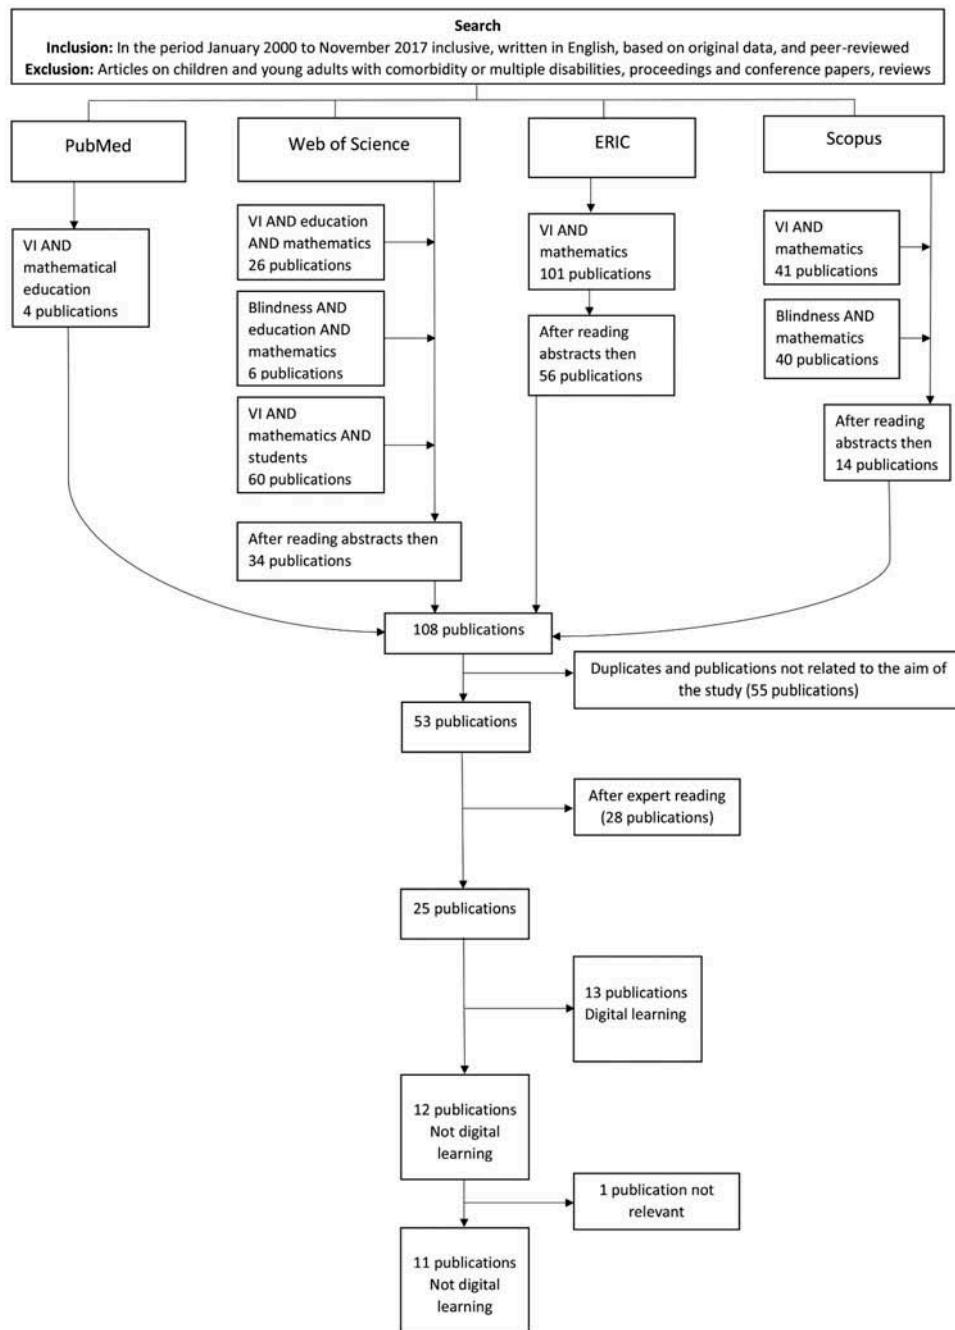 Search
Inclusion: In the period January 2000 to November 2017 inclusive, written in English, based on original data, and peer-reviewed
Exclusion: Articles on children and young adults with comorbidity or multiple disabilities, proceedings and conference papers, reviews
PubMed
Web of Science
ERIC
Scopus
VI AND
mathematical
education
4 publications
VI AND education
AND mathematics
26 publications
Blindness AND
education AND
mathematics
6 publications
VI AND
mathematics AND
students
60 publications
After reading abstracts then
34 publications
VI AND
mathematics
101 publications
After reading
abstracts then
56 publications
VI AND
mathematics
41 publications
Blindness AND
mathematics
40 publications
After reading
abstracts then
14 publications
108 publications
Duplicates and publications not related to the aim of
the study (55 publications)
53 publications
After expert reading
(28 publications)
25 publications
13 publications
Digital learning
12 publications
Not digital
learning
1 publication not
relevant
11 publications
Not digital
learning